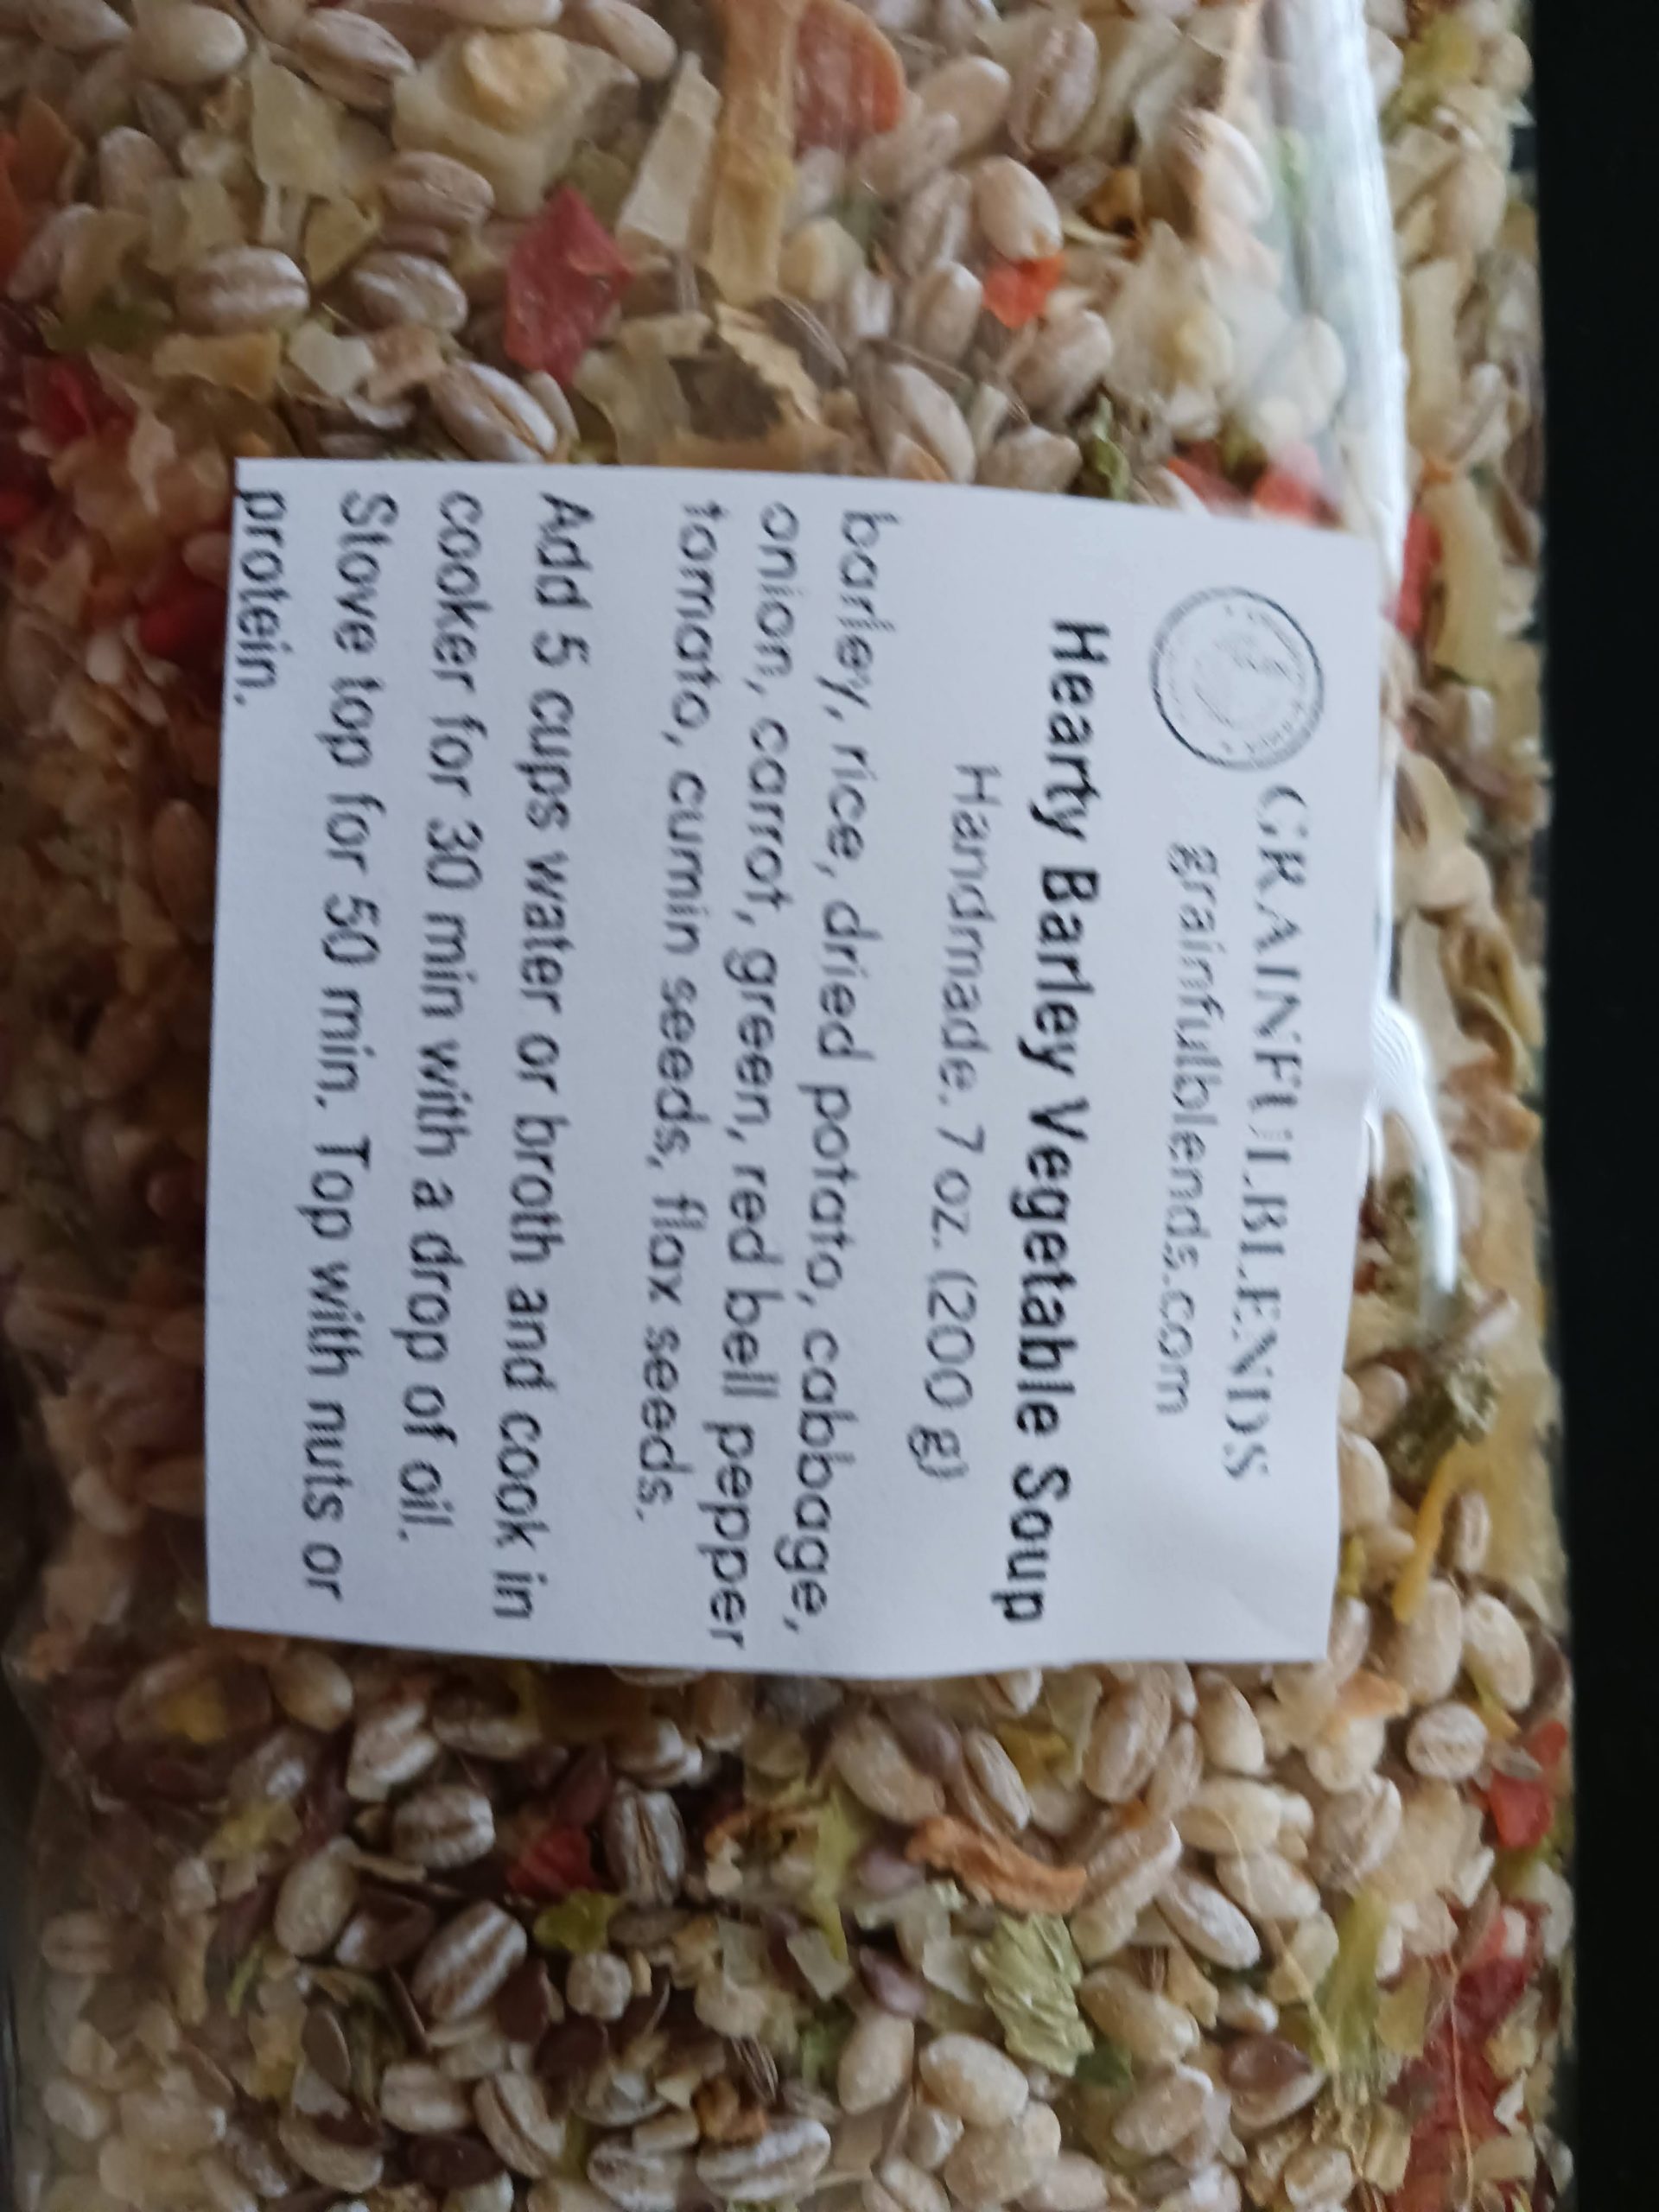 GRAINFULBLENDS
grainfulblends.com
Hearty Barley Vegetable Soup
Handmade. 7 oz. (200 g)
barley, rice, dried potato, cabbage,
onion, carrot, green, red bell pepper
tomato, cumin seeds, flax seeds.
Add 5 cups water or broth and cook in
cooker for 30 min with a drop of oil.
Stove top for 50 min. Top with nuts or
protein.